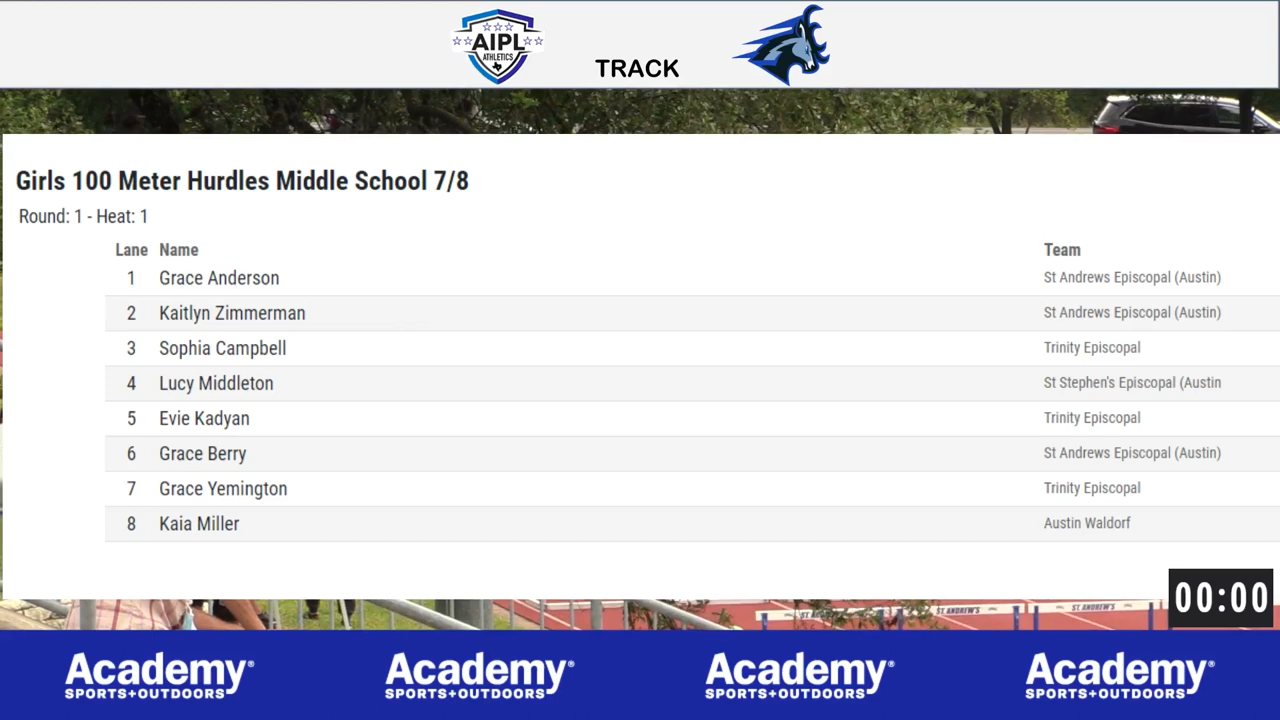 AIPL
ATHLETICS
TRACK
Girls 100 Meter Hurdles Middle School 7/8
Round: 1 - Heat: 1
Lane Name Team
1 Grace Anderson St Andrews Episcopal (Austin)
2 Kaitlyn Zimmerman St Andrews Episcopal (Austin)
3 Sophia Campbell Trinity Episcopal
4 Lucy Middleton St Stephen's Episcopal (Austin
5 Evie Kadyan Trinity Episcopal
6 Grace Berry St Andrews Episcopal (Austin)
7 Grace Yemington Trinity Episcopal
8 Kaia Miller Austin Waldorf
00:00
ST. ANDREW'S ST. ANDREW'S
Academy Academy Academy Academy
SPORTS+OUTDOORS SPORTS+OUTDOORS SPORTS+OUTDOORS SPORTS+OUTDOORS